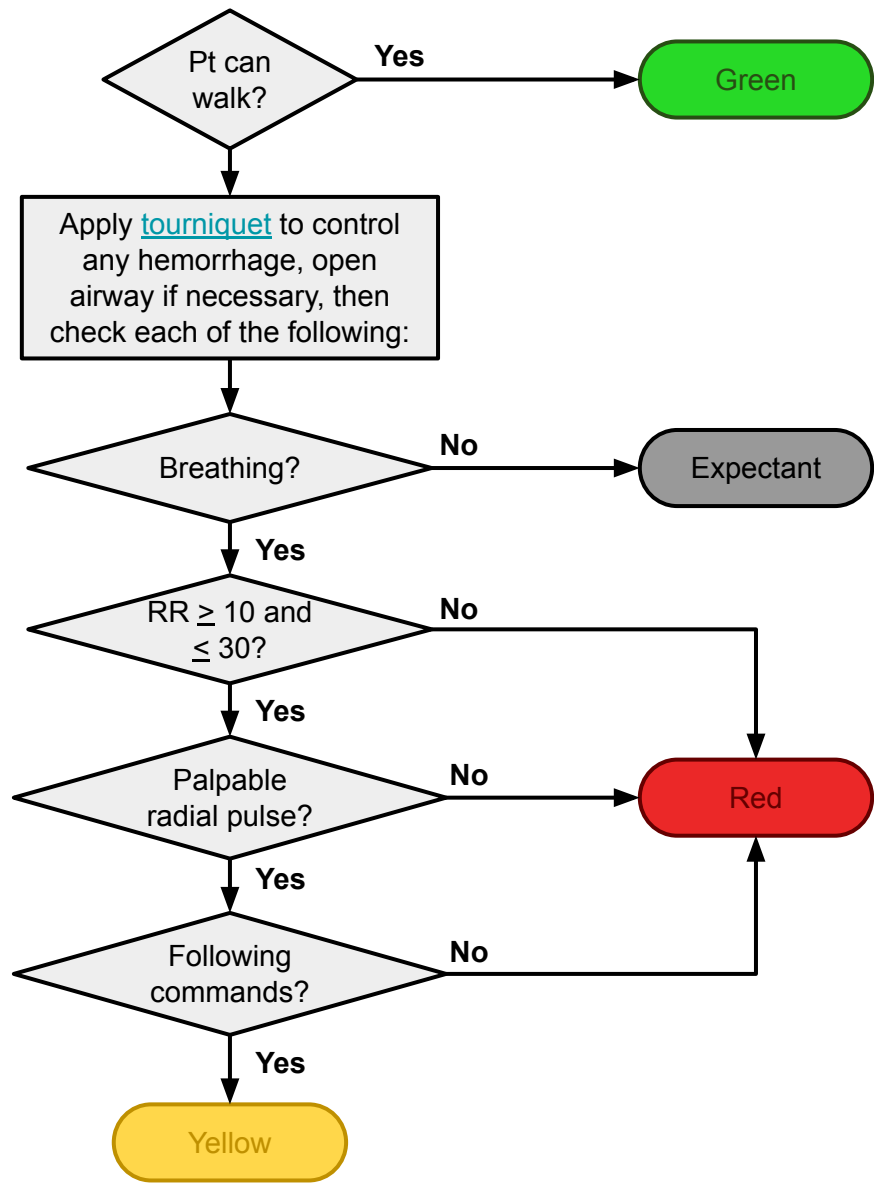 Pt can
walk?
Yes
Green
Apply tourniquet to control
any hemorrhage, open
airway if necessary, then
check each of the following:
Breathing?
No
Expectant
Yes
RR ≥ 10 and
≤ 30?
No
Yes
Palpable
radial pulse?
No
Red
Yes
Following
commands?
No
Yes
Yellow